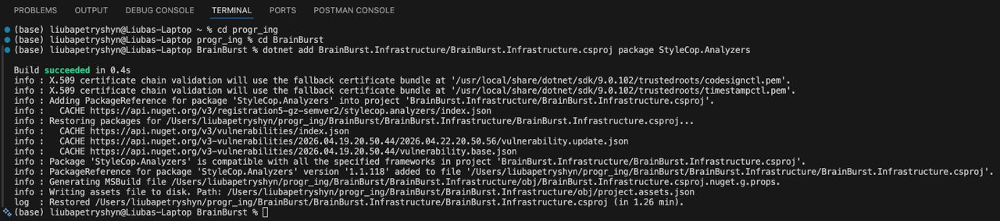 PROBLEMS OUTPUT DEBUG CONSOLE TERMINAL PORTS POSTMAN CONSOLE
(base) liubapetryshyn@Liubas-Laptop ~ % cd progr_ing
(base) liubapetryshyn@Liubas-Laptop progr_ing % cd BrainBurst
(base) liubapetryshyn@Liubas-Laptop BrainBurst % dotnet add BrainBurst.Infrastructure/BrainBurst.Infrastructure.csproj package StyleCop.Analyzers
Build succeeded in 0.4s
info : X.509 certificate chain validation will use the fallback certificate bundle at '/usr/local/share/dotnet/sdk/9.0.102/trustedroots/codesignctl.pem'.
info : X.509 certificate chain validation will use the fallback certificate bundle at '/usr/local/share/dotnet/sdk/9.0.102/trustedroots/timestampctl.pem'.
info : Adding PackageReference for package 'StyleCop.Analyzers' into project 'BrainBurst.Infrastructure/BrainBurst.Infrastructure.csproj'.
info :   CACHE https://api.nuget.org/v3/registration5-gz-semver2/stylecop.analyzers/index.json
info : Restoring packages for /Users/liubapetryshyn/progr_ing/BrainBurst/BrainBurst.Infrastructure/BrainBurst.Infrastructure.csproj...
info :   CACHE https://api.nuget.org/v3/vulnerabilities/index.json
info :   CACHE https://api.nuget.org/v3-vulnerabilities/2026.04.19.20.50.44/2026.04.22.20.50.56/vulnerability.update.json
info :   CACHE https://api.nuget.org/v3-vulnerabilities/2026.04.19.20.50.44/vulnerability.base.json
info : Package 'StyleCop.Analyzers' is compatible with all the specified frameworks in project 'BrainBurst.Infrastructure/BrainBurst.Infrastructure.csproj'.
info : PackageReference for package 'StyleCop.Analyzers' version '1.1.118' added to file '/Users/liubapetryshyn/progr_ing/BrainBurst/BrainBurst.Infrastructure/BrainBurst.Infrastructure.csproj'.
info : Generating MSBuild file /Users/liubapetryshyn/progr_ing/BrainBurst/BrainBurst.Infrastructure/obj/BrainBurst.Infrastructure.csproj.nuget.g.props.
info : Writing assets file to disk. Path: /Users/liubapetryshyn/progr_ing/BrainBurst/BrainBurst.Infrastructure/obj/project.assets.json
log  : Restored /Users/liubapetryshyn/progr_ing/BrainBurst/BrainBurst.Infrastructure/BrainBurst.Infrastructure.csproj (in 1.26 min).
(base) liubapetryshyn@Liubas-Laptop BrainBurst %